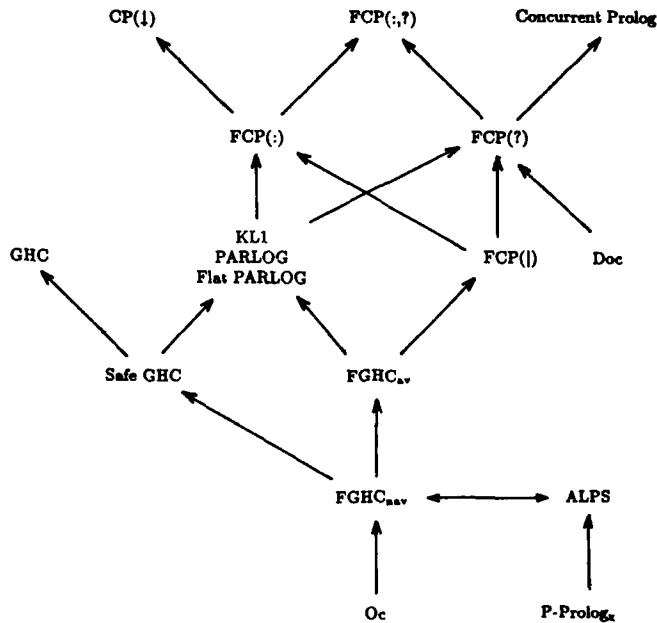 CP(↓) FCP(:,?) Concurrent Prolog
FCP(:) FCP(?)
KL1
PARLOG
Flat PARLOG
GHC FCP(|) Doc
Safe GHC FGHCav
FGHCnav ALPS
Oc P-Prologx